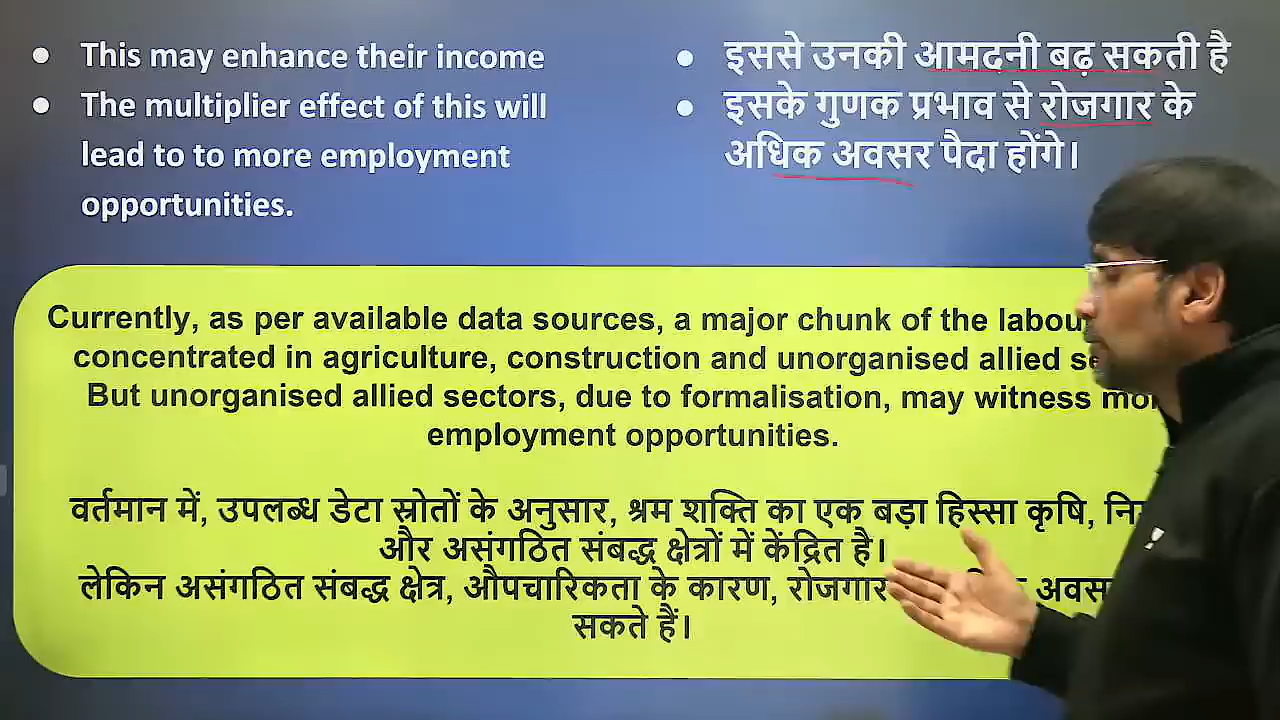 This may enhance their income
The multiplier effect of this will
lead to to more employment
opportunities.
इससे उनकी आमदनी बढ़ सकती है
इसके गुणक प्रभाव से रोजगार के
अधिक अवसर पैदा होंगे।
Currently, as per available data sources, a major chunk of the
concentrated in agriculture, construction and unorganised allied
But unorganised allied sectors, due to formalisation, may witness
employment opportunities.
वर्तमान में, उपलब्ध डेटा स्रोतों के अनुसार, श्रम शक्ति का एक बड़ा हिस्सा कृषि,
और असंगठित संबद्ध क्षेत्रों में केंद्रित है।
लेकिन असंगठित संबद्ध क्षेत्र, औपचारिकता के कारण, रोजगार
सकते हैं।